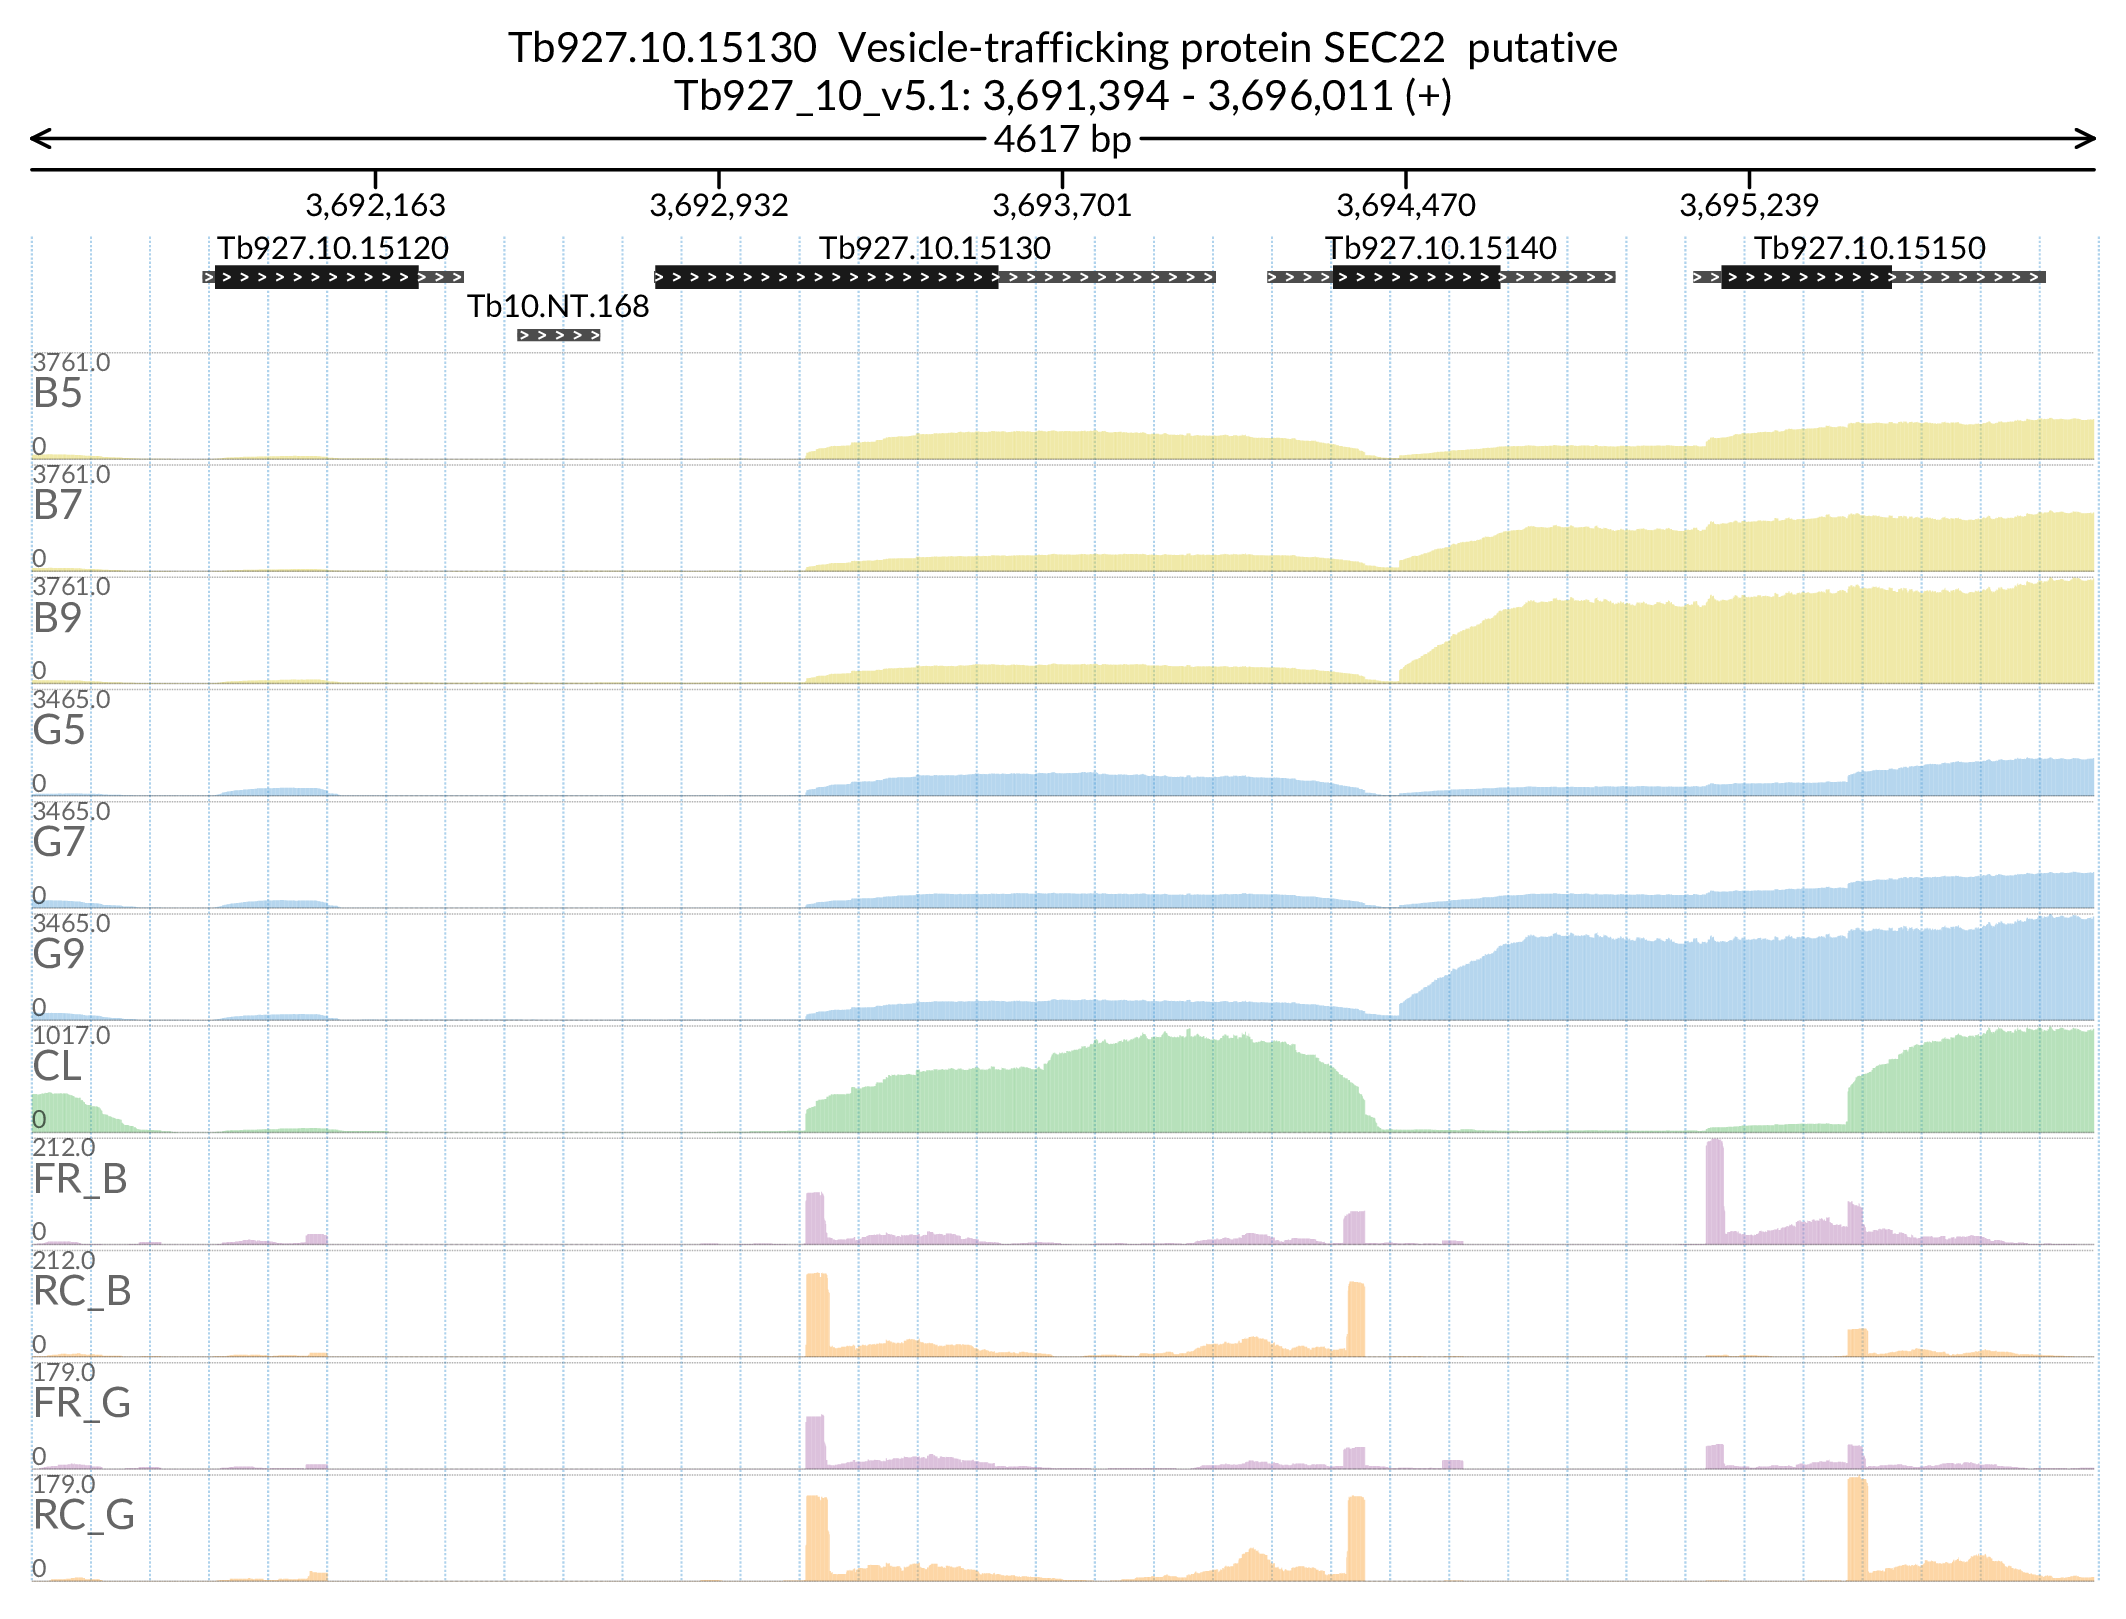 Tb927.10.15130  Vesicle-trafficking protein SEC22  putative
Tb927_10_v5.1: 3,691,394 - 3,696,011 (+)
4617 bp
3,692,163 3,692,932 3,693,701 3,694,470 3,695,239
Tb927.10.15120 Tb927.10.15130 Tb927.10.15140 Tb927.10.15150
Tb10.NT.168
3761.0
B5
0
3761.0
B7
0
3761.0
B9
0
3465.0
G5
0
3465.0
G7
0
3465.0
G9
0
1017.0
CL
0
212.0
FR_B
0
212.0
RC_B
0
179.0
FR_G
0
179.0
RC_G
0